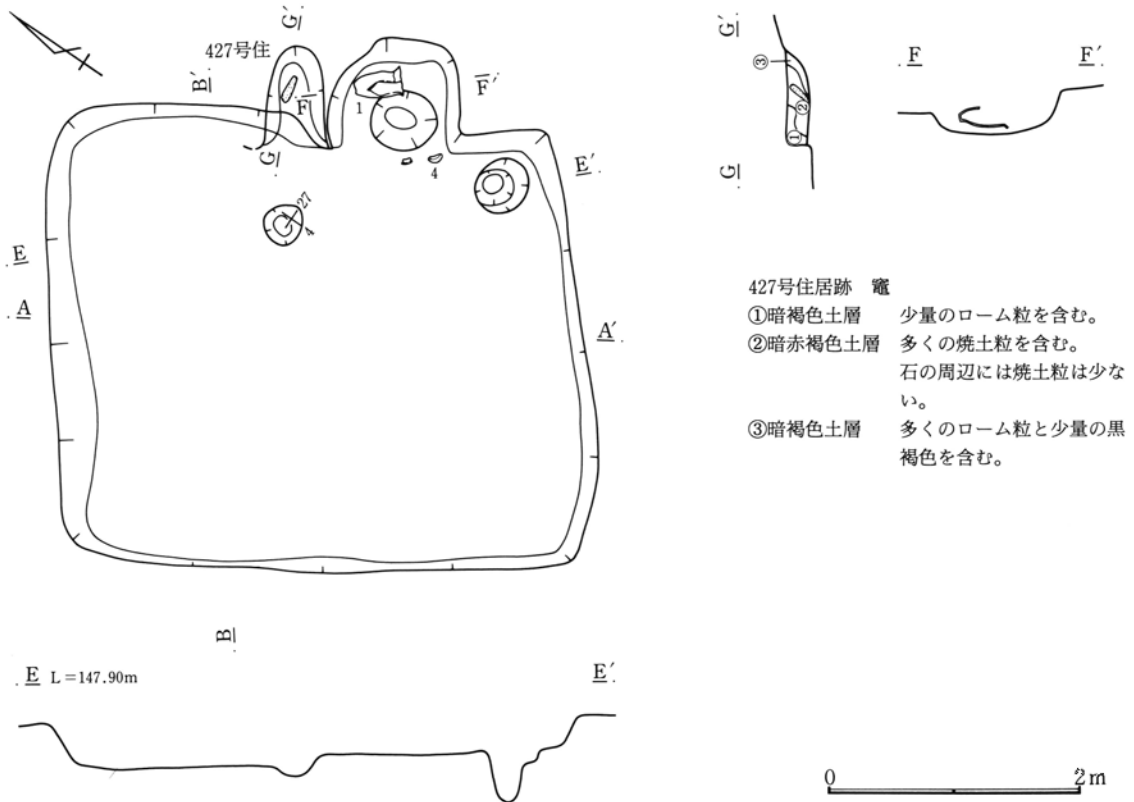 G′
427号住
B′
F
F′
1
G
4
E′
27
4
E
A
A′
B
E L＝147.90m
E′
G′
③
②
①
G
F
F′
427号住居跡　竈
①暗褐色土層　少量のローム粒を含む。
②暗赤褐色土層　多くの焼土粒を含む。
石の周辺には焼土粒は少な
い。
③暗褐色土層　多くのローム粒と少量の黒
褐色を含む。
0　2m